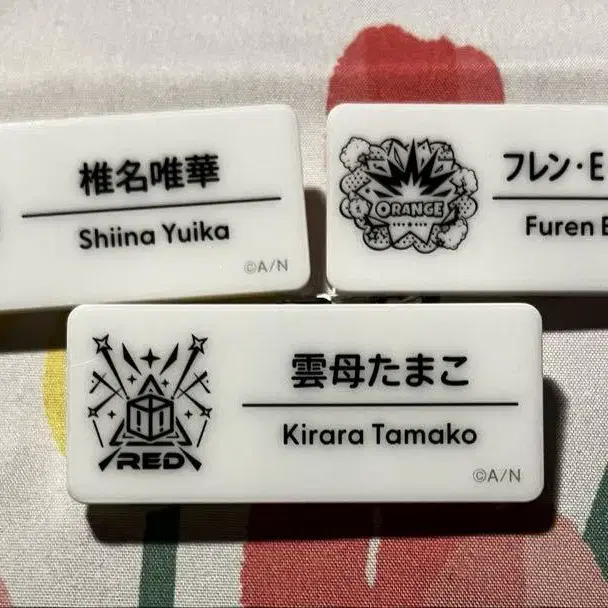 椎名唯華
Shiina Yuika
©A/N
ORANGE
フレン・E
Furen E
雲母たまこ
Kirara Tamako
RED
©A/N